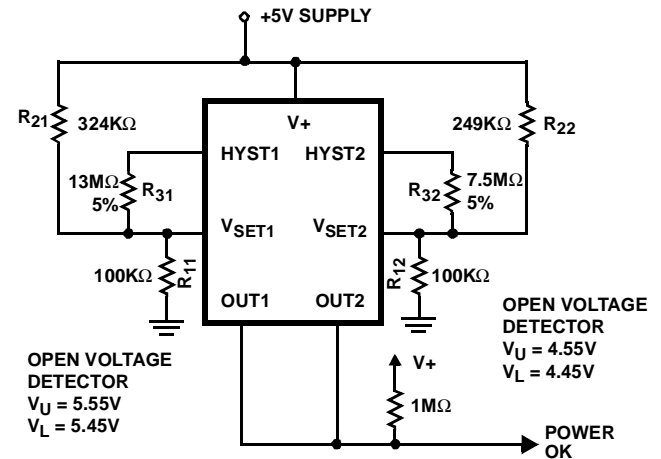 +5V SUPPLY
R21
324KΩ
V+
249KΩ
R22
HYST1
HYST2
13MΩ
5%
R31
R32
7.5MΩ
5%
VSET1
VSET2
100KΩ
R11
R12
100KΩ
OUT1
OUT2
OPEN VOLTAGE
DETECTOR
VU = 5.55V
VL = 5.45V
OPEN VOLTAGE
DETECTOR
VU = 4.55V
VL = 4.45V
V+
1MΩ
POWER
OK